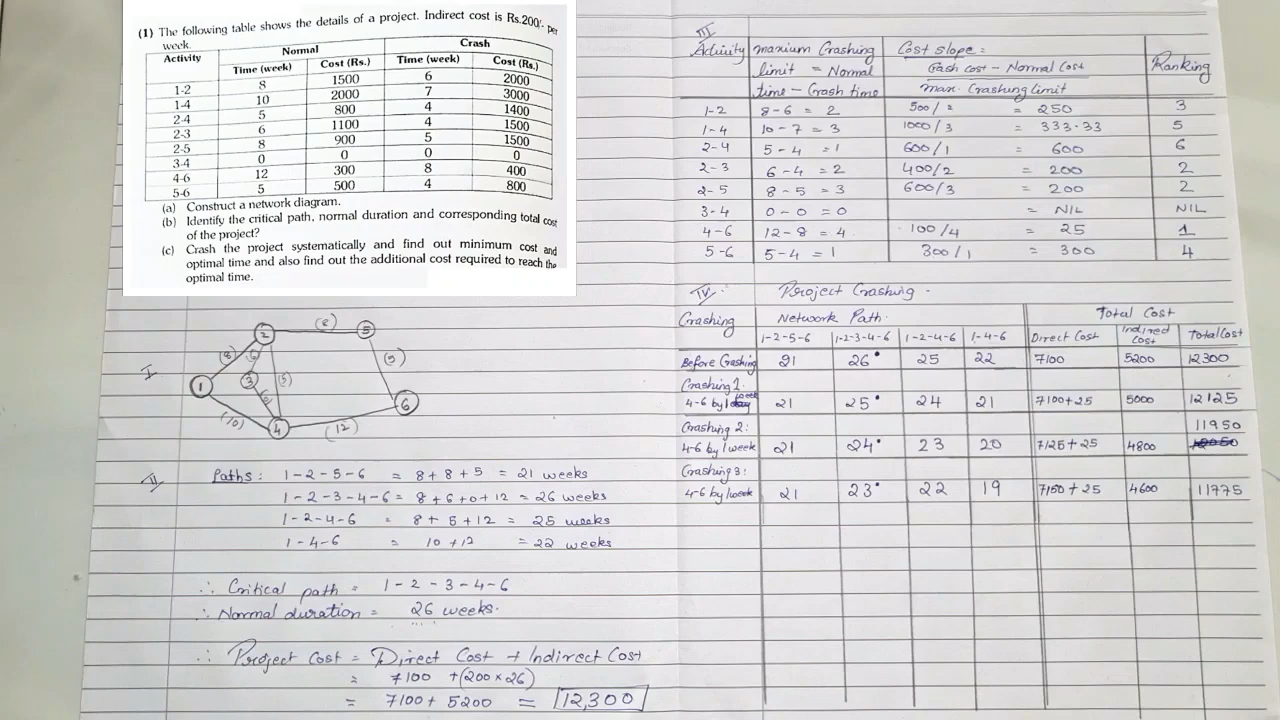 (1) The following table shows the details of a project. Indirect cost is Rs.200/- per
week.
Activity Normal Crash
Time (week) Cost (Rs.) Time (week) Cost (Rs.)
1-2 8 1500 6 2000
1-4 10 2000 7 3000
2-4 5 800 4 1400
2-3 6 1100 4 1500
2-5 8 900 5 1500
3-4 0 0 0 0
4-6 12 300 8 400
5-6 5 500 4 800
(a) Construct a network diagram.
(b) Identify the critical path, normal duration and corresponding total cost
of the project?
(c) Crash the project systematically and find out minimum cost and
optimal time and also find out the additional cost required to reach the
optimal time.
I
1 2 3 4 5 6
(8) (8) (6) (5) (0) (5) (10) (12)
II
Paths: 1-2-5-6 = 8+8+5 = 21 weeks
1-2-3-4-6 = 8+6+0+12 = 26 weeks
1-2-4-6 = 8+5+12 = 25 weeks
1-4-6 = 10+12 = 22 weeks
∴ Critical path = 1-2-3-4-6
∴ Normal duration = 26 weeks.
∴ Project Cost = Direct Cost + Indirect Cost
= 7100 +(200×26)
= 7100+ 5200 = 12,300
III
Activity maxium Crashing Cost slope = Ranking
limit = Normal Cash cost - Normal Cost
time - Crash time max. Crashing limit
1-2 8-6 = 2 500/2 = 250 3
1-4 10-7 = 3 1000/3 = 333.33 5
2-4 5-4 = 1 600/1 = 600 6
2-3 6-4 = 2 400/2 = 200 2
2-5 8-5 = 3 600/3 = 200 2
3-4 0-0 = 0 = NIL NIL
4-6 12-8 = 4 100/4 = 25 1
5-6 5-4 = 1 300/1 = 300 4
IV. Project Crashing -
Crashing Network Path. Total Cost
1-2-5-6 1-2-3-4-6 1-2-4-6 1-4-6 Direct Cost Indirect Cost Total Cost
Before Crashing 21 26 25 22 7100 5200 12300
Crashing 1.
4-6 by 1 week 21 25 24 21 7100+25 5000 12125
Crashing 2: 11950
4-6 by 1 week 21 24 23 20 7125+25 4800
Crashing 3:
4-6 by 1 week 21 23 22 19 7150+25 4600 11775